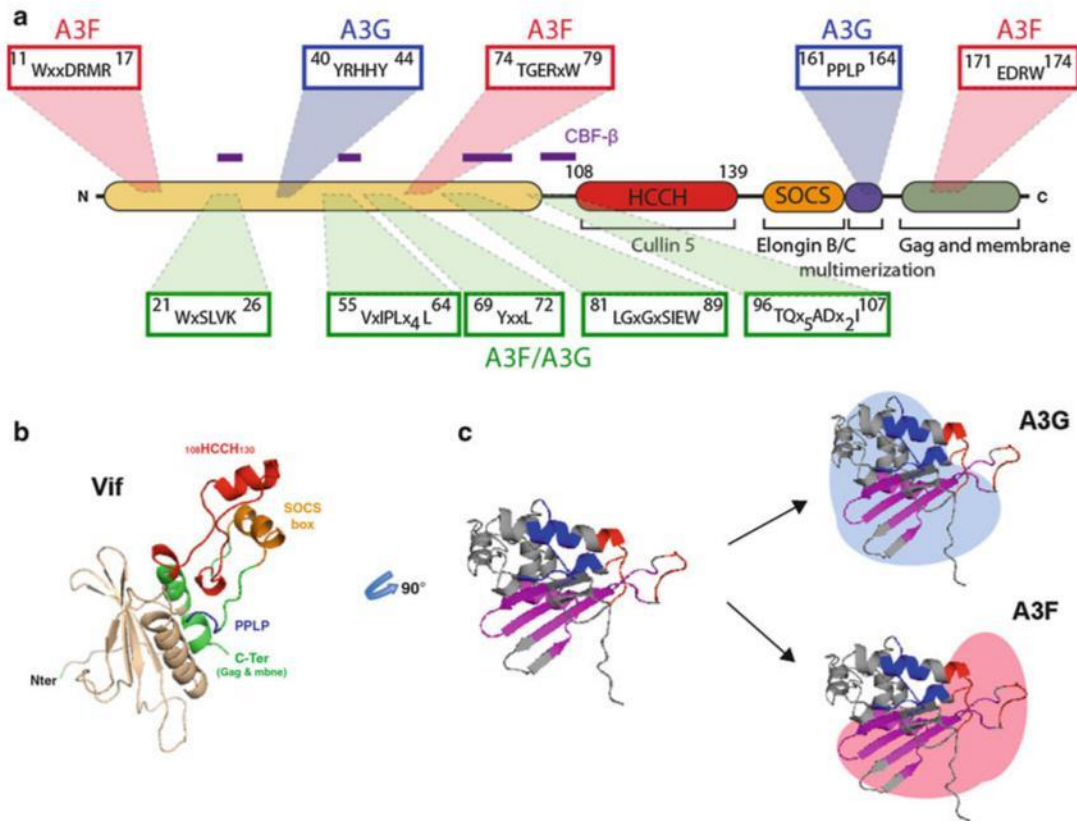 a
A3F
A3G
A3F
A3G
A3F
11 WxxDRMR 17
40 YRHHY 44
74 TGERxW 79
161 PPLP 164
171 EDRW 174
CBF-β
108
139
N
HCCH
SOCS
C
Cullin 5
Elongin B/C
Gag and membrane
multimerization
21 WxSLVK 26
55 VxIPLx4L 64
69 YxxL 72
81 LGxGxSIEW 89
96 TQx5ADx2I 107
A3F/A3G
b
c
A3G
108HCCH130
Vif
SOCS
box
90°
PPLP
C-Ter
(Gag & mbne)
Nter
A3F